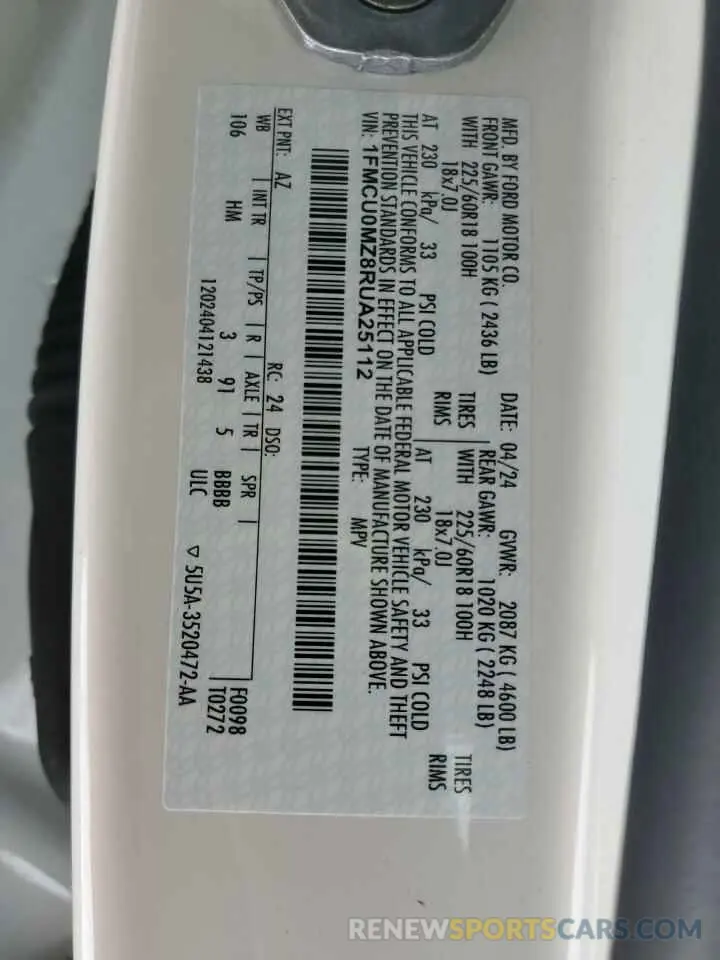 MFD. BY FORD MOTOR CO.
DATE: 04/24 GVWR: 2087 KG ( 4600 LB)
FRONT GAWR: 1105 KG ( 2436 LB)
REAR GAWR: 1020 KG ( 2248 LB)
WITH 225/60R18 100H TIRES
WITH 225/60R18 100H TIRES
18x7.0J RIMS
18x7.0J RIMS
AT 230 kPa/ 33 PSI COLD
AT 230 kPa/ 33 PSI COLD
THIS VEHICLE CONFORMS TO ALL APPLICABLE FEDERAL MOTOR VEHICLE SAFETY AND THEFT
PREVENTION STANDARDS IN EFFECT ON THE DATE OF MANUFACTURE SHOWN ABOVE.
VIN: 1FMCU0MZ8RUA25112 TYPE: MPV
EXT PNT: AZ RC: 24 DSO:
WB | INT TR | TP/PS | R | AXLE | TR | SPR |
106 HM 3 91 5 BBBB
F0098
T0272
1202404121438 ULC ▽ 5U5A-3520472-AA
RENEWSPORTSCARS.COM